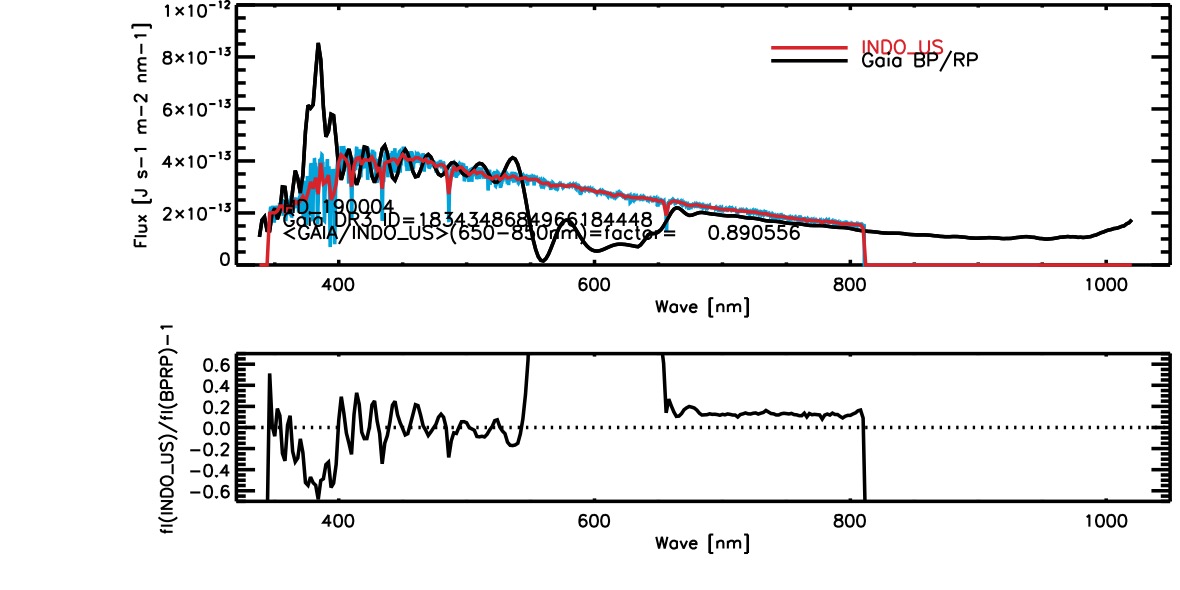 1×10-12
8×10-13
6×10-13
4×10-13
2×10-13
0
Flux [J s-1 m-2 nm-1]
INDO_US
Gaia BP/RP
HD_190004
Gaia DR3 ID=1834348684966184448
<GAIA/INDO_US>(650-850nm)=factor= 0.890556
400 600 800 1000
Wave [nm]
0.6
0.4
0.2
0.0
-0.2
-0.4
-0.6
fl(INDO_US)/fl(BPRP)-1
400 600 800 1000
Wave [nm]